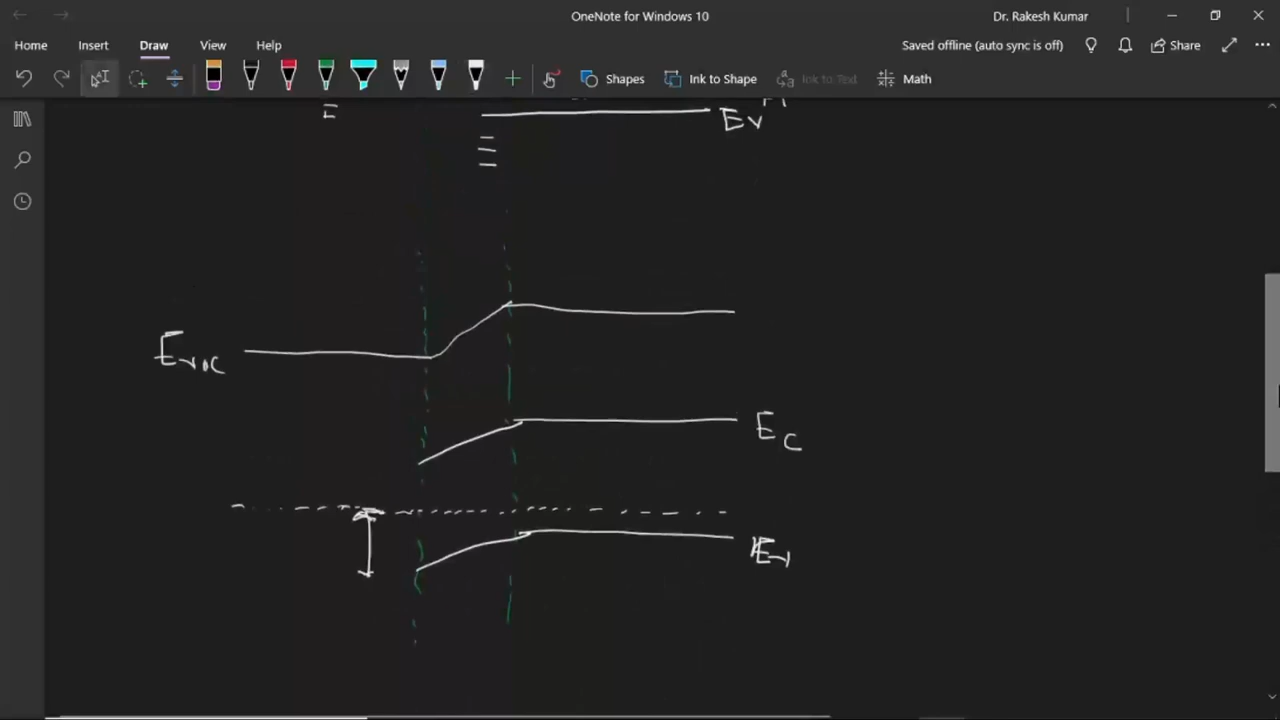 OneNote for Windows 10
Dr. Rakesh Kumar
Home Insert Draw View Help
Saved offline (auto sync is off)
Share
Shapes
Ink to Shape
Ink to Text
Math
E
Ev
Evac
Ec
Ev